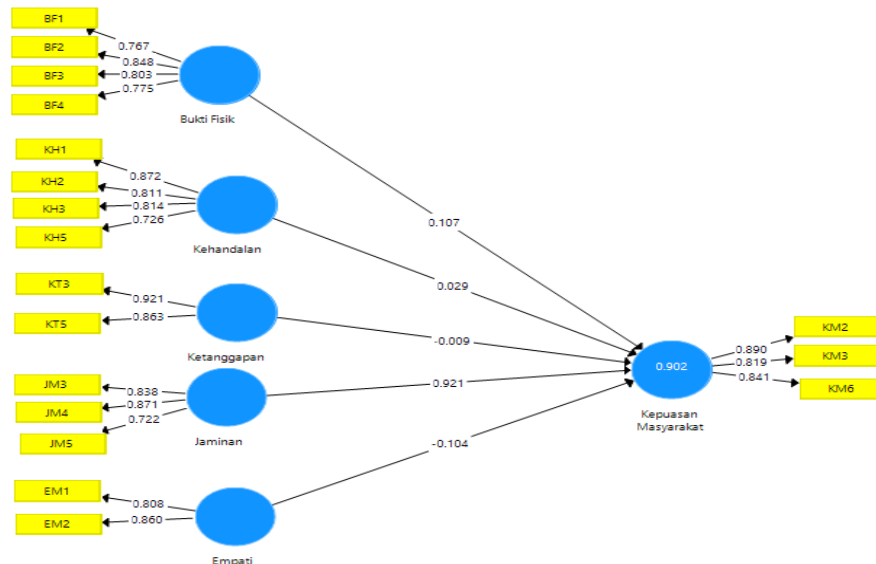 BF1
0.767
BF2
0.848
BF3
0.803
BF4
0.775
Bukti Fisik
KH1
0.872
KH2
0.811
KH3
0.814
KH5
0.726
Kehandalan
KT3
0.921
KT5
0.863
Ketanggapan
JM3
0.838
JM4
0.871
JM5
0.722
Jaminan
EM1
0.808
EM2
0.860
Empati
0.107
0.029
-0.009
0.921
-0.104
0.902
Kepuasan
Masyarakat
KM2
0.890
KM3
0.819
KM6
0.841